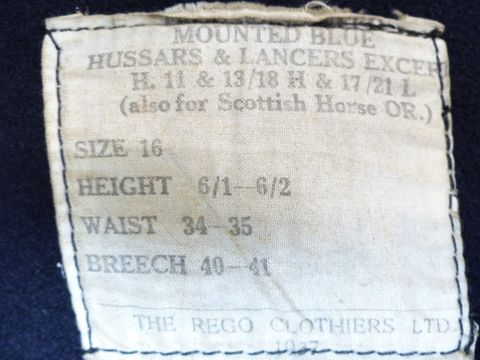 MOUNTED BLUE
HUSSARS & LANCERS EXCEP
H. 11 & 13/18 H & 17/21 L
(also for Scottish Horse OR.)
SIZE 16
HEIGHT 6/1—6/2
WAIST 34—35
BREECH 40—41
THE REGO CLOTHIERS LTD.